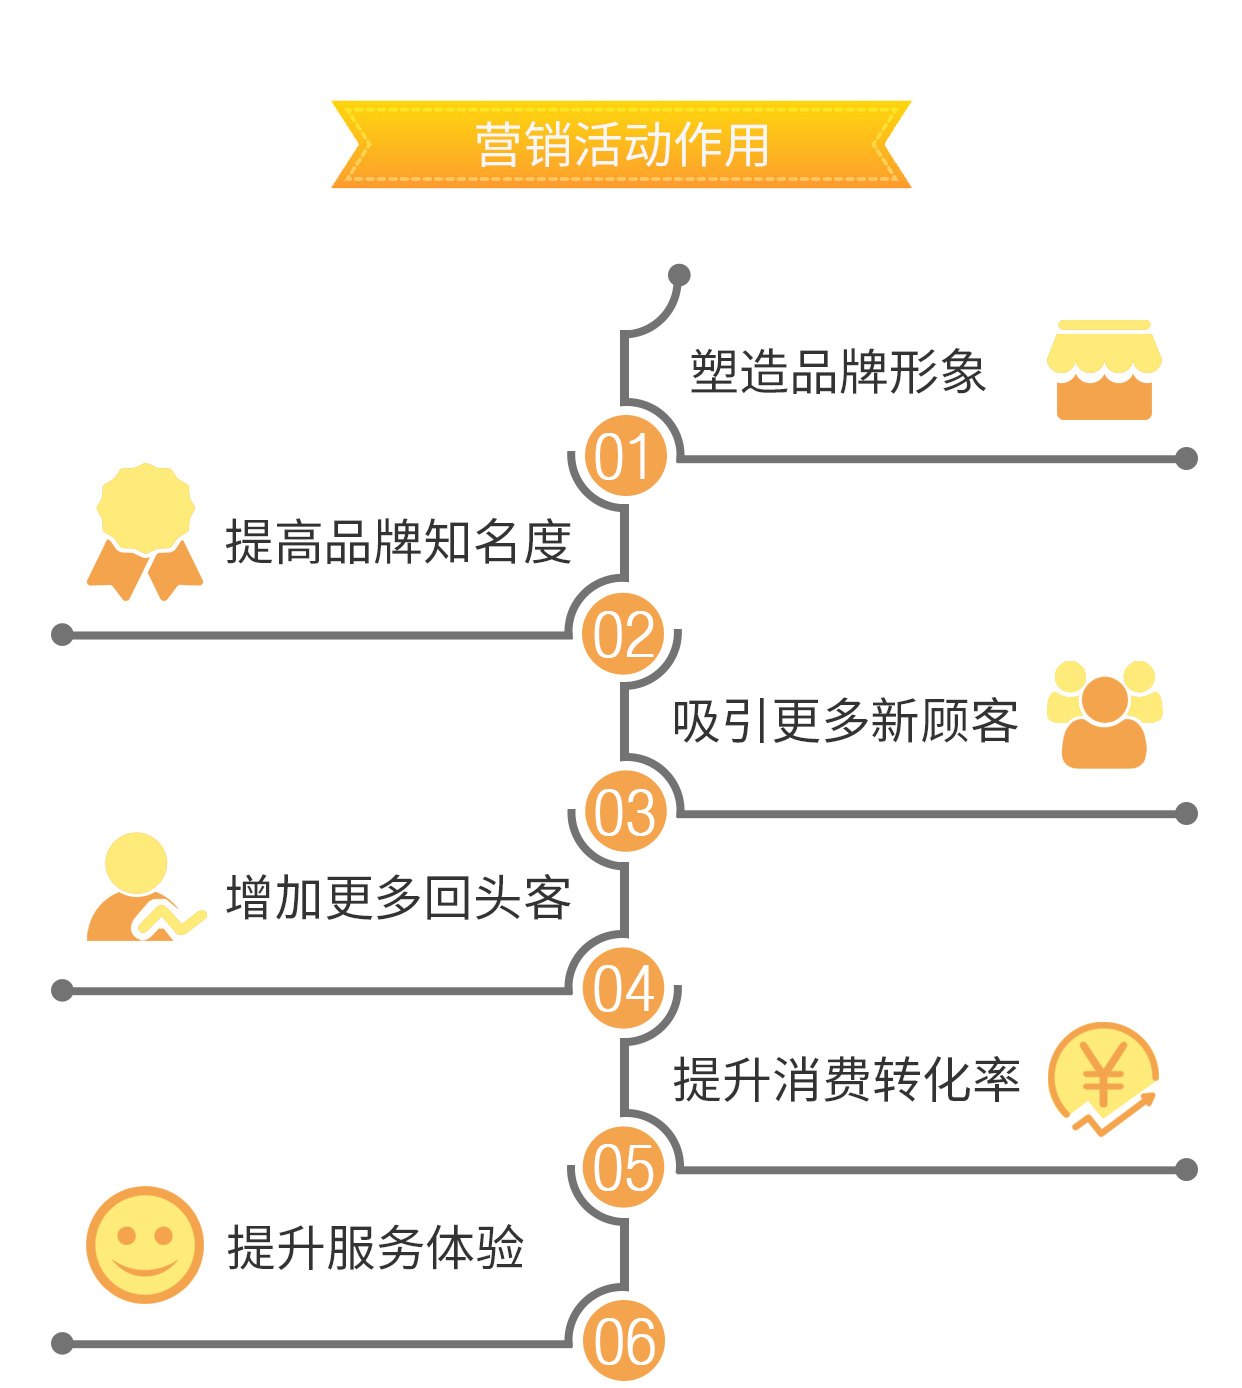 营销活动作用
塑造品牌形象
01
提高品牌知名度
02
吸引更多新顾客
03
增加更多回头客
04
提升消费转化率
¥
05
提升服务体验
06